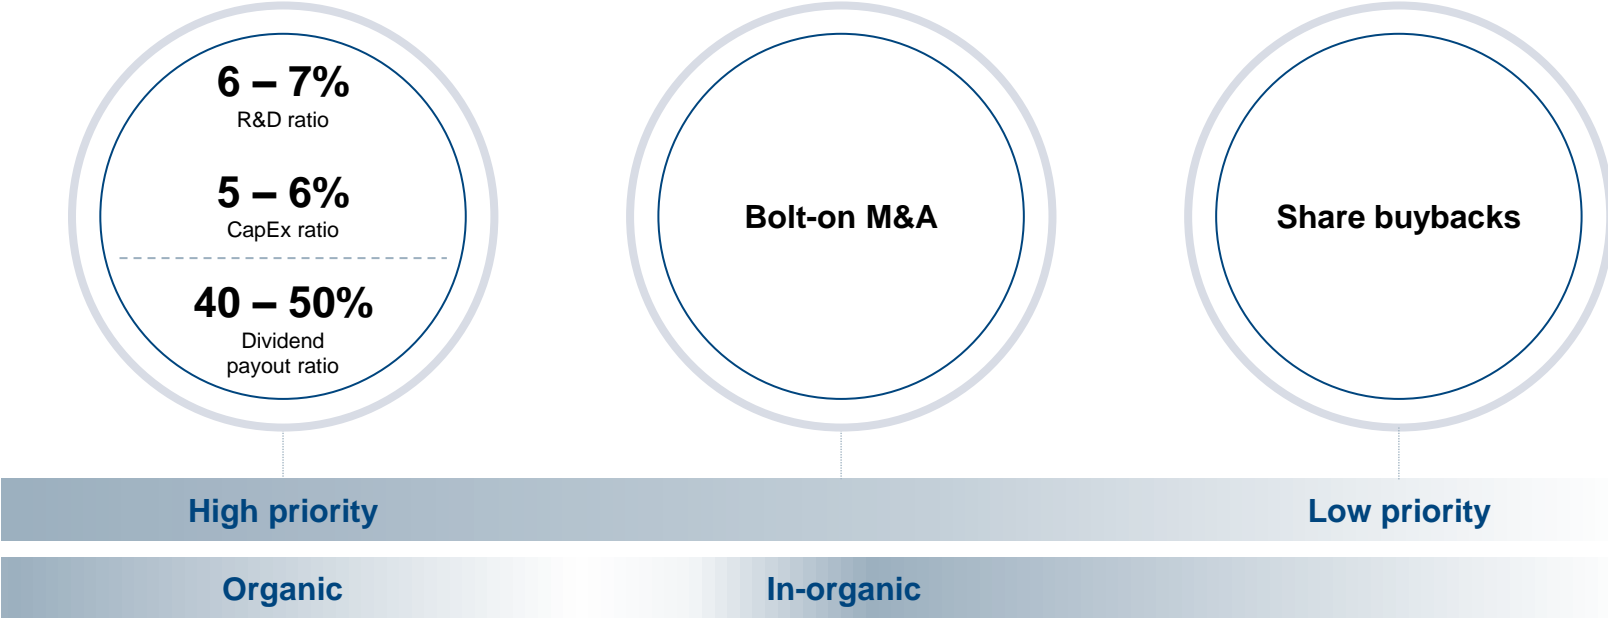 6 – 7%
R&D ratio
5 – 6%
CapEx ratio
40 – 50%
Dividend
payout ratio
Bolt-on M&A
Share buybacks
High priority
Low priority
Organic
In-organic